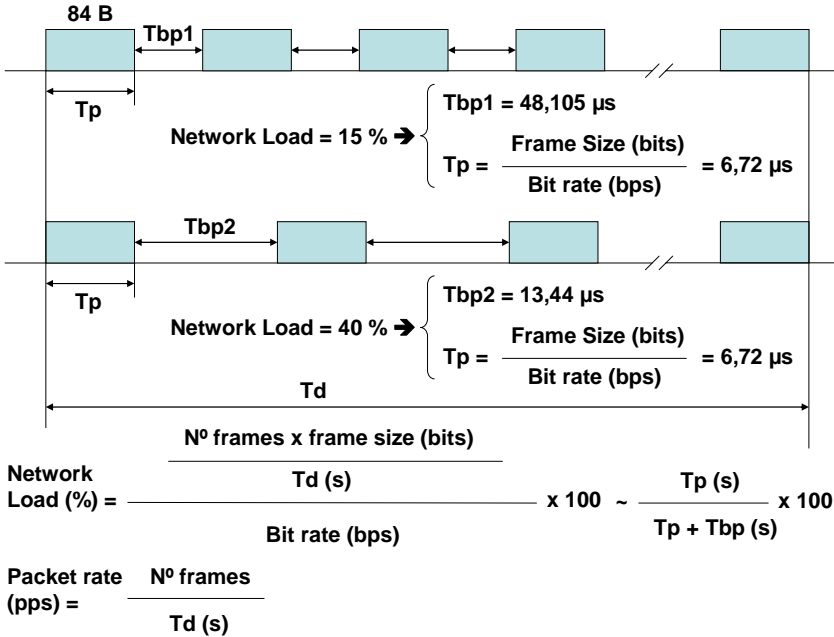 84 B
Tbp1
Tp
Tbp1 = 48,105 µs
Network Load = 15 % ➔
Tp = Frame Size (bits) / Bit rate (bps) = 6,72 µs
Tbp2
Tp
Tbp2 = 13,44 µs
Network Load = 40 % ➔
Tp = Frame Size (bits) / Bit rate (bps) = 6,72 µs
Td
Nº frames x frame size (bits)
Td (s)
Network
Load (%) =
Bit rate (bps)
x 100 ~ Tp (s) / Tp + Tbp (s) x 100
Packet rate
(pps) =
Nº frames
Td (s)